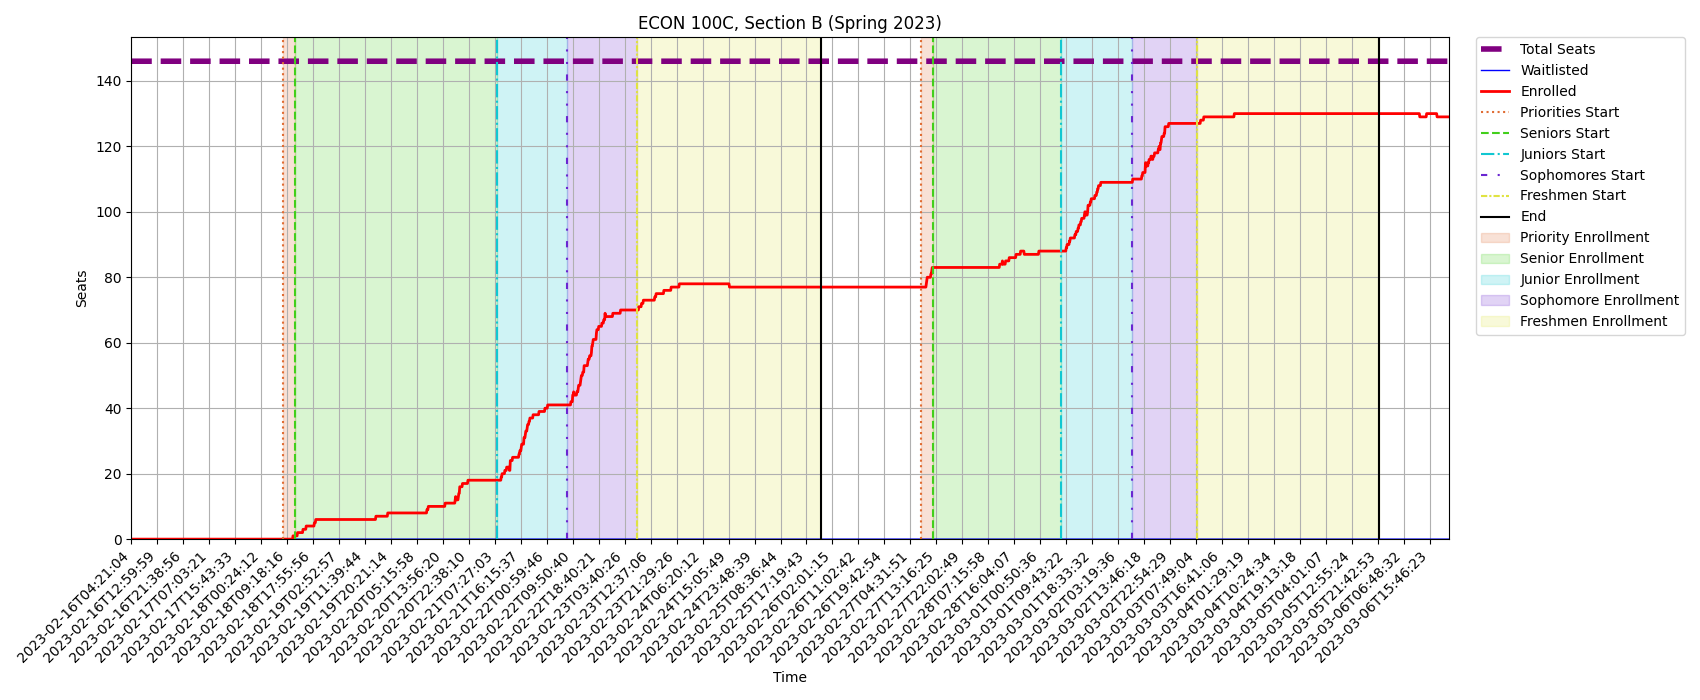 ECON 100C, Section B (Spring 2023)
Seats
140
120
100
80
60
40
20
0
2023-02-16T04:21:04
2023-02-16T12:59:59
2023-02-16T21:38:56
2023-02-17T07:03:21
2023-02-17T15:43:33
2023-02-18T00:24:12
2023-02-18T09:18:16
2023-02-18T17:55:56
2023-02-19T02:52:57
2023-02-19T11:39:44
2023-02-19T20:21:14
2023-02-20T05:15:58
2023-02-20T13:56:20
2023-02-20T22:38:10
2023-02-21T07:27:03
2023-02-21T16:15:37
2023-02-22T00:59:46
2023-02-22T09:50:40
2023-02-22T18:40:21
2023-02-23T03:40:26
2023-02-23T12:37:06
2023-02-23T21:29:26
2023-02-24T06:20:12
2023-02-24T15:05:49
2023-02-24T23:48:39
2023-02-25T08:36:44
2023-02-25T17:19:43
2023-02-26T02:01:15
2023-02-26T11:02:42
2023-02-26T19:42:54
2023-02-27T04:31:51
2023-02-27T13:16:25
2023-02-27T22:02:49
2023-02-28T07:15:58
2023-02-28T16:04:07
2023-03-01T00:50:36
2023-03-01T09:43:22
2023-03-01T18:33:32
2023-03-02T03:19:36
2023-03-02T13:46:18
2023-03-02T22:54:29
2023-03-03T07:49:04
2023-03-03T16:41:06
2023-03-04T01:29:19
2023-03-04T10:24:34
2023-03-04T19:13:18
2023-03-05T04:01:07
2023-03-05T12:55:24
2023-03-05T21:42:53
2023-03-06T06:48:32
2023-03-06T15:46:23
Time
Total Seats
Waitlisted
Enrolled
Priorities Start
Seniors Start
Juniors Start
Sophomores Start
Freshmen Start
End
Priority Enrollment
Senior Enrollment
Junior Enrollment
Sophomore Enrollment
Freshmen Enrollment